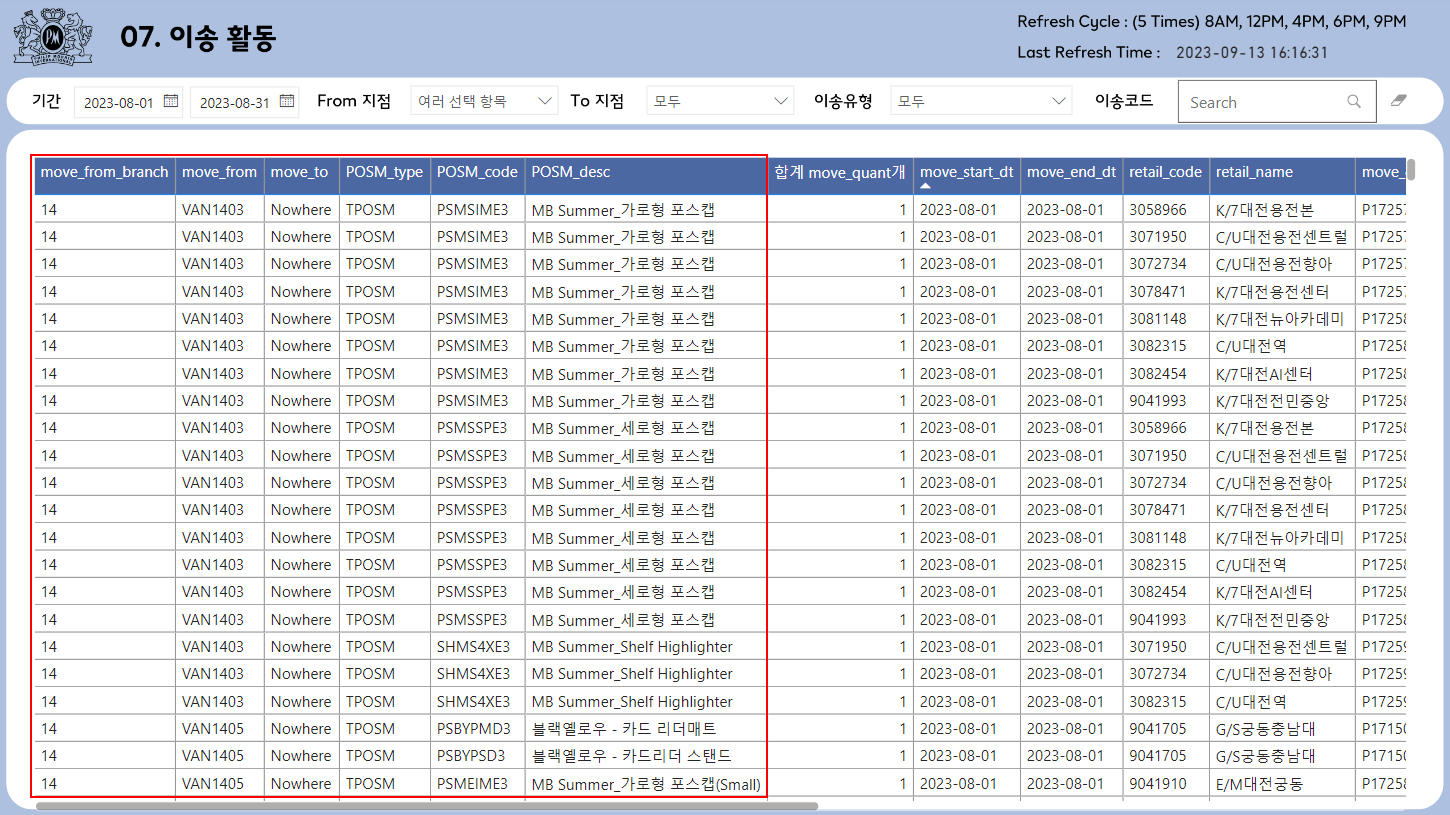 07. 이송 활동
Refresh Cycle : (5 Times) 8AM, 12PM, 4PM, 6PM, 9PM
Last Refresh Time : 2023-09-13 16:16:31
기간 2023-08-01 2023-08-31 From 지점 여러 선택 항목 To 지점 모두 이송유형 모두 이송코드 Search
move_from_branch move_from move_to POSM_type POSM_code POSM_desc 합계 move_quant개 move_start_dt move_end_dt retail_code retail_name move_
14 VAN1403 Nowhere TPOSM PSMSIME3 MB Summer_가로형 포스캡 1 2023-08-01 2023-08-01 3058966 K/7대전용전본 P17257
14 VAN1403 Nowhere TPOSM PSMSIME3 MB Summer_가로형 포스캡 1 2023-08-01 2023-08-01 3071950 C/U대전용전센트럴 P17257
14 VAN1403 Nowhere TPOSM PSMSIME3 MB Summer_가로형 포스캡 1 2023-08-01 2023-08-01 3072734 C/U대전용전향아 P17257
14 VAN1403 Nowhere TPOSM PSMSIME3 MB Summer_가로형 포스캡 1 2023-08-01 2023-08-01 3078471 K/7대전용전센터 P17257
14 VAN1403 Nowhere TPOSM PSMSIME3 MB Summer_가로형 포스캡 1 2023-08-01 2023-08-01 3081148 K/7대전뉴아카데미 P17258
14 VAN1403 Nowhere TPOSM PSMSIME3 MB Summer_가로형 포스캡 1 2023-08-01 2023-08-01 3082315 C/U대전역 P17258
14 VAN1403 Nowhere TPOSM PSMSIME3 MB Summer_가로형 포스캡 1 2023-08-01 2023-08-01 3082454 K/7대전AI센터 P17258
14 VAN1403 Nowhere TPOSM PSMSIME3 MB Summer_가로형 포스캡 1 2023-08-01 2023-08-01 9041993 K/7대전전민중앙 P17258
14 VAN1403 Nowhere TPOSM PSMSSPE3 MB Summer_세로형 포스캡 1 2023-08-01 2023-08-01 3058966 K/7대전용전본 P17258
14 VAN1403 Nowhere TPOSM PSMSSPE3 MB Summer_세로형 포스캡 1 2023-08-01 2023-08-01 3071950 C/U대전용전센트럴 P17258
14 VAN1403 Nowhere TPOSM PSMSSPE3 MB Summer_세로형 포스캡 1 2023-08-01 2023-08-01 3072734 C/U대전용전향아 P17258
14 VAN1403 Nowhere TPOSM PSMSSPE3 MB Summer_세로형 포스캡 1 2023-08-01 2023-08-01 3078471 K/7대전용전센터 P17258
14 VAN1403 Nowhere TPOSM PSMSSPE3 MB Summer_세로형 포스캡 1 2023-08-01 2023-08-01 3081148 K/7대전뉴아카데미 P17258
14 VAN1403 Nowhere TPOSM PSMSSPE3 MB Summer_세로형 포스캡 1 2023-08-01 2023-08-01 3082315 C/U대전역 P17258
14 VAN1403 Nowhere TPOSM PSMSSPE3 MB Summer_세로형 포스캡 1 2023-08-01 2023-08-01 3082454 K/7대전AI센터 P17258
14 VAN1403 Nowhere TPOSM PSMSSPE3 MB Summer_세로형 포스캡 1 2023-08-01 2023-08-01 9041993 K/7대전전민중앙 P17258
14 VAN1403 Nowhere TPOSM SHMS4XE3 MB Summer_Shelf Highlighter 1 2023-08-01 2023-08-01 3071950 C/U대전용전센트럴 P17259
14 VAN1403 Nowhere TPOSM SHMS4XE3 MB Summer_Shelf Highlighter 1 2023-08-01 2023-08-01 3072734 C/U대전용전향아 P17259
14 VAN1403 Nowhere TPOSM SHMS4XE3 MB Summer_Shelf Highlighter 1 2023-08-01 2023-08-01 3082315 C/U대전역 P17259
14 VAN1405 Nowhere TPOSM PSBYPMD3 블랙옐로우 - 카드 리더매트 1 2023-08-01 2023-08-01 9041705 G/S궁동충남대 P17150
14 VAN1405 Nowhere TPOSM PSBYPSD3 블랙옐로우 - 카드리더 스탠드 1 2023-08-01 2023-08-01 9041705 G/S궁동충남대 P17150
14 VAN1405 Nowhere TPOSM PSMEIME3 MB Summer_가로형 포스캡(Small) 1 2023-08-01 2023-08-01 9041910 E/M대전궁동 P17258